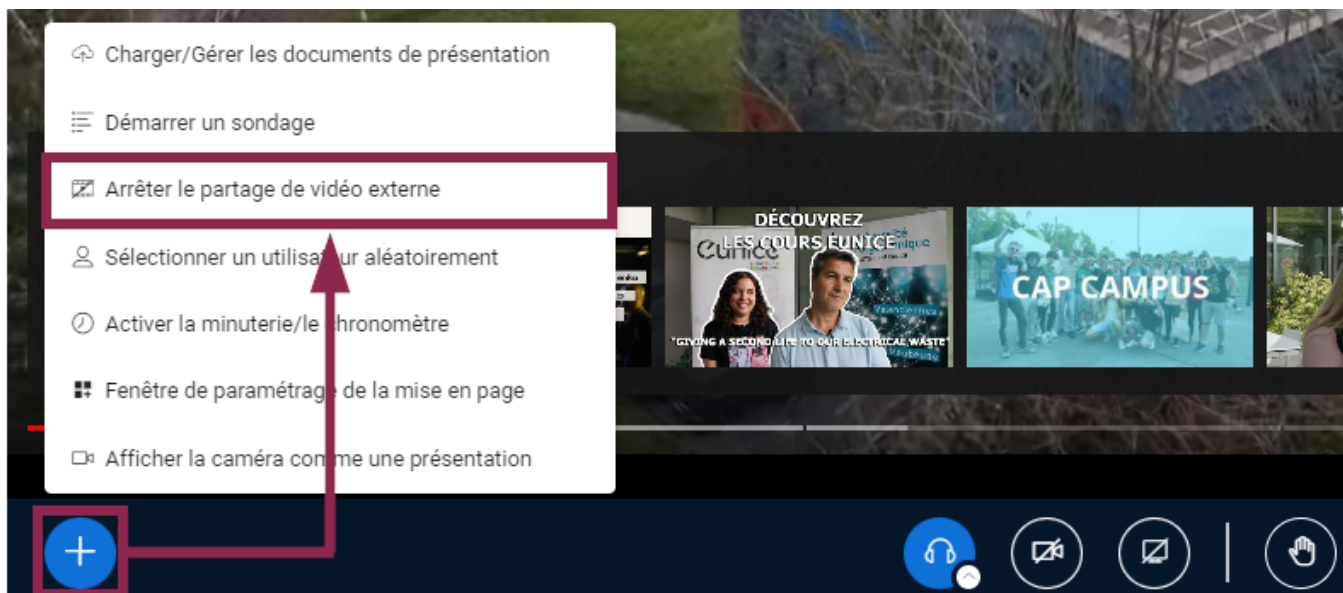 Charger/Gérer les documents de présentation
Démarrer un sondage
Arrêter le partage de vidéo externe
Sélectionner un utilisateur aléatoirement
Activer la minuterie/le chronomètre
Fenêtre de paramétrage de la mise en page
Afficher la caméra comme une présentation
DÉCOUVREZ
LES COURS EUNICE
eunice
"GIVING A SECOND LIFE TO OUR ELECTRICAL WASTE"
Valenciennes
Maubeuge
CAP CAMPUS